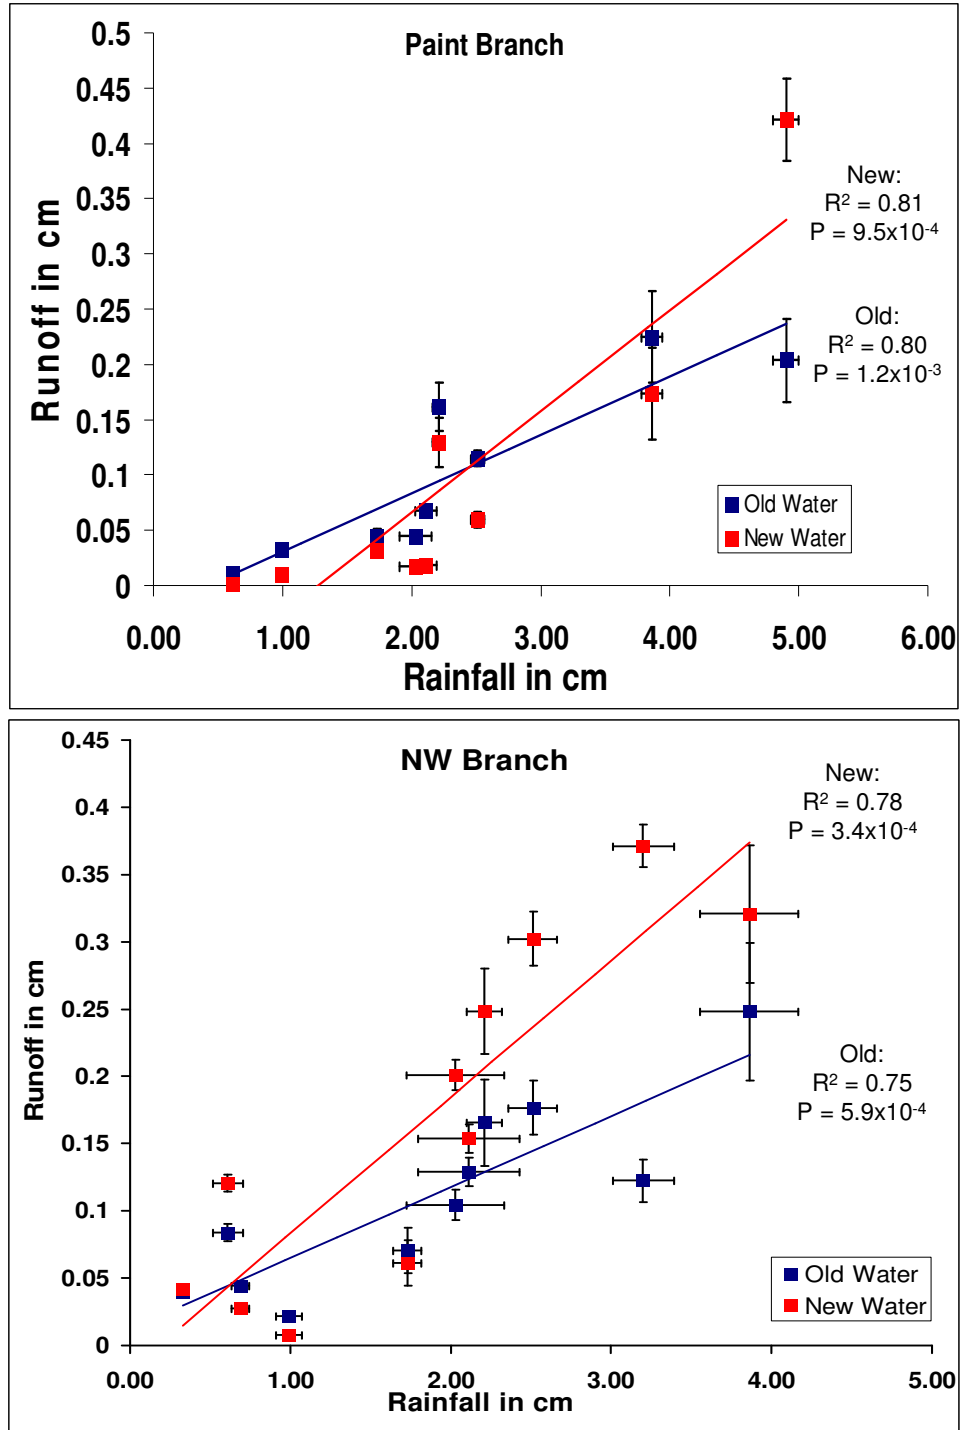 Paint Branch
0.5
0.45
0.4
0.35
0.3
0.25
0.2
0.15
0.1
0.05
0
Runoff in cm
New:
R² = 0.81
P = 9.5x10⁻⁴
Old:
R² = 0.80
P = 1.2x10⁻³
Old Water
New Water
0.00 1.00 2.00 3.00 4.00 5.00 6.00
Rainfall in cm
NW Branch
0.45
0.4
0.35
0.3
0.25
0.2
0.15
0.1
0.05
0
Runoff in cm
New:
R² = 0.78
P = 3.4x10⁻⁴
Old:
R² = 0.75
P = 5.9x10⁻⁴
Old Water
New Water
0.00 1.00 2.00 3.00 4.00 5.00
Rainfall in cm